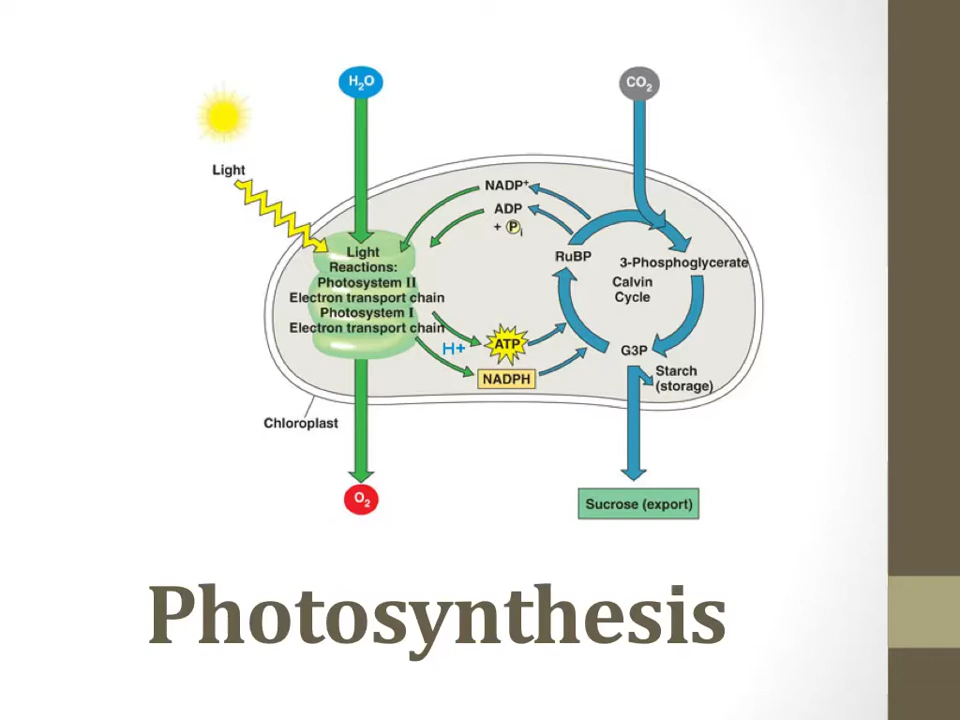 H₂O
CO₂
Light
NADP⁺
ADP
+ Pi
Light
Reactions:
Photosystem II
Electron transport chain
Photosystem I
Electron transport chain
RuBP
3-Phosphoglycerate
Calvin
Cycle
H+
ATP
G3P
NADPH
Starch
(storage)
Chloroplast
O₂
Sucrose (export)
Photosynthesis